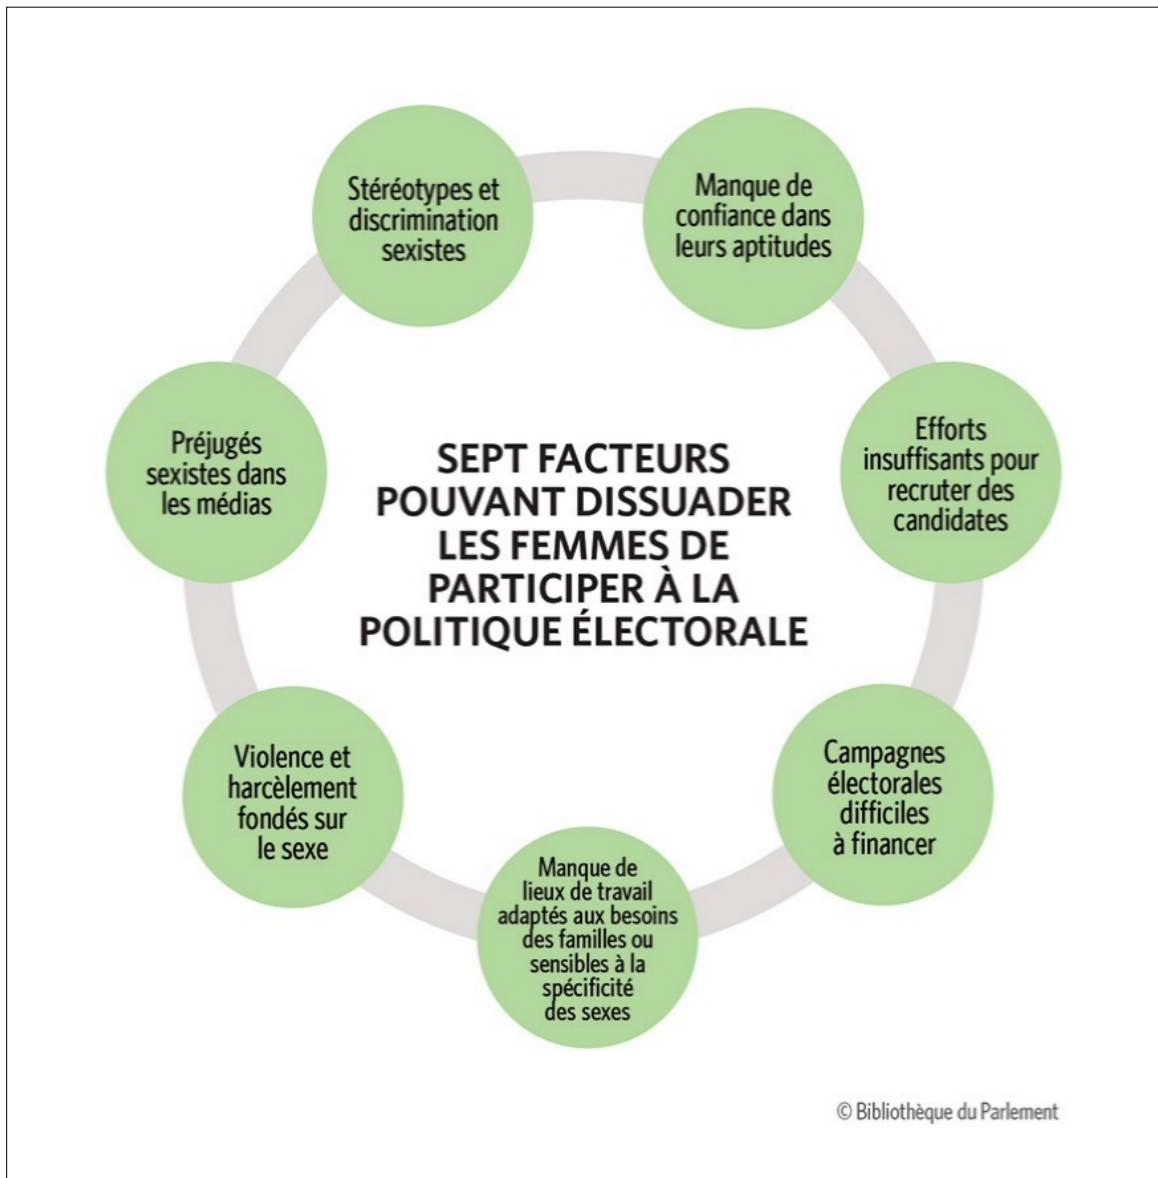 Stéréotypes et
discrimination
sexistes
Manque de
confiance dans
leurs aptitudes
Efforts
insuffisants pour
recruter des
candidates
Campagnes
électorales
difficiles
à financer
Manque de
lieux de travail
adaptés aux besoins
des familles ou
sensibles à la
spécificité
des sexes
Violence et
harcèlement
fondés sur
le sexe
Préjugés
sexistes dans
les médias
SEPT FACTEURS
POUVANT DISSUADER
LES FEMMES DE
PARTICIPER À LA
POLITIQUE ÉLECTORALE
© Bibliothèque du Parlement